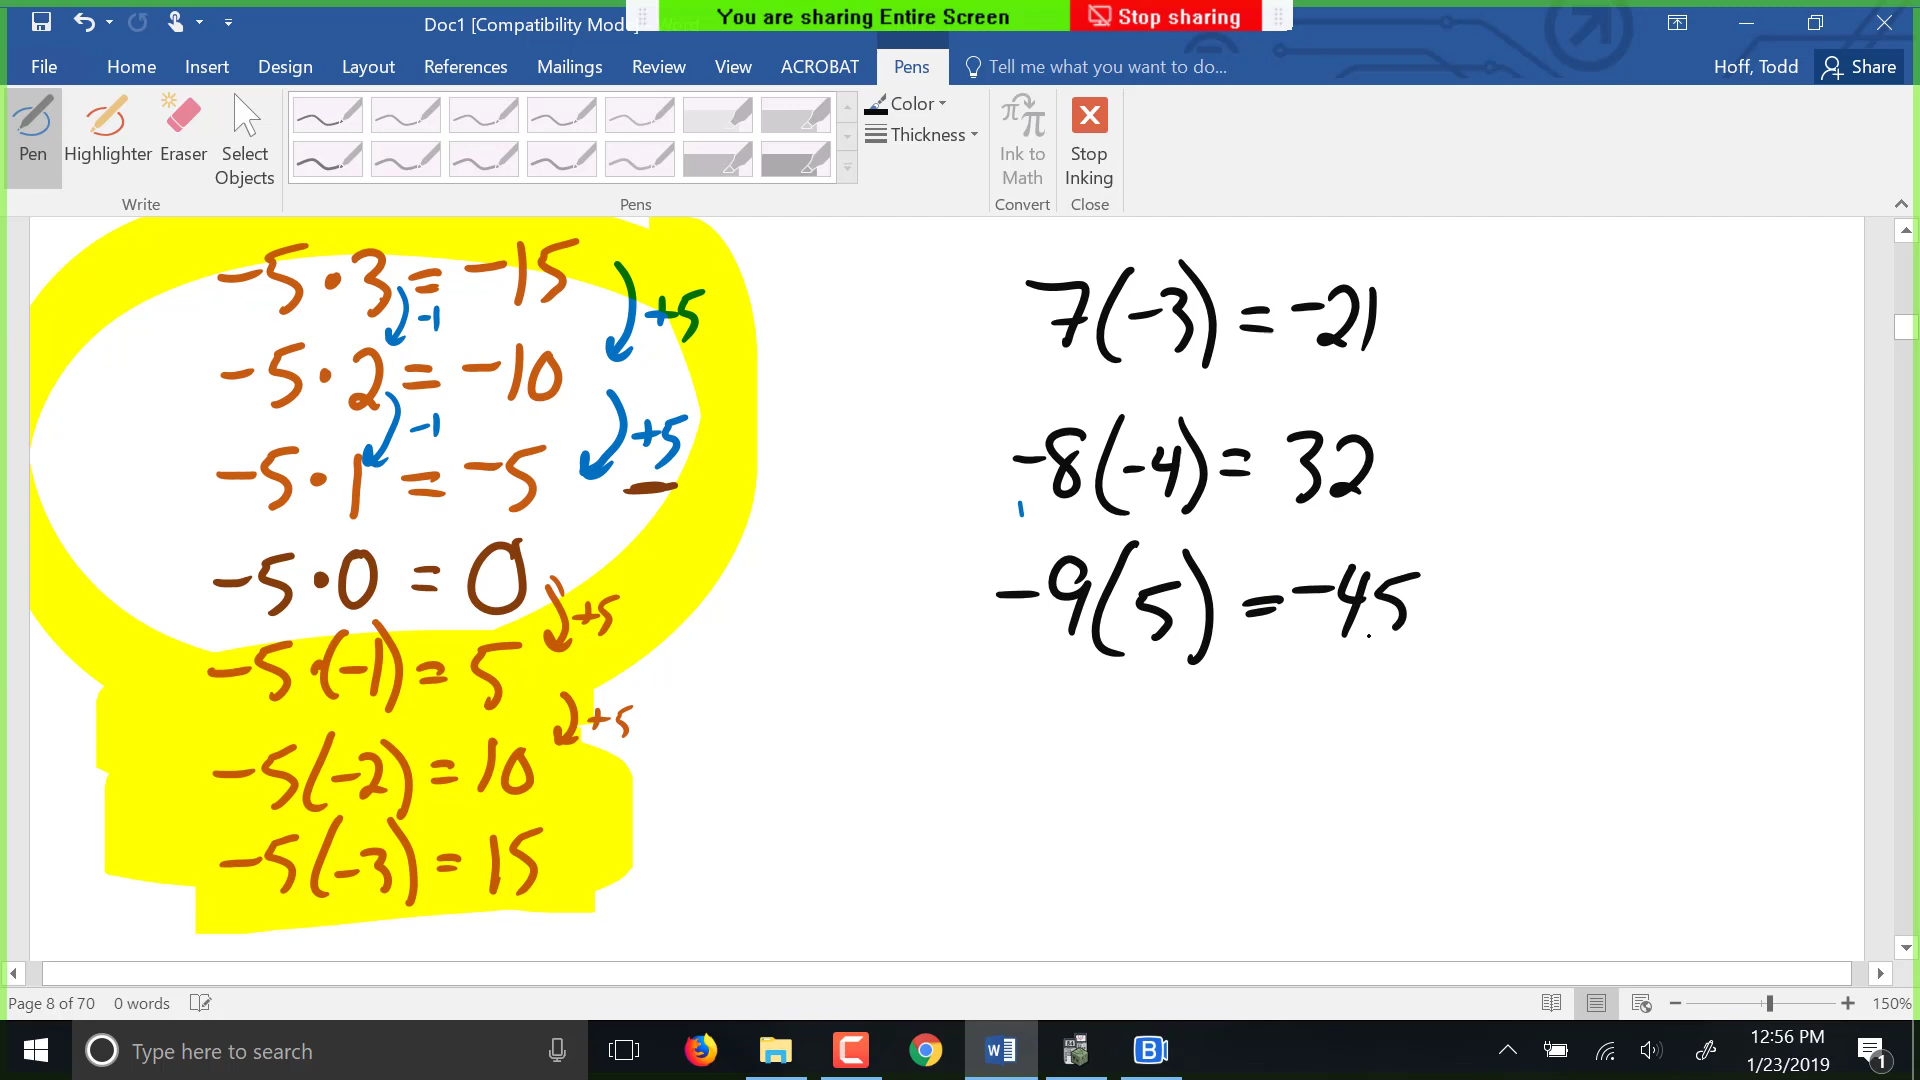 You are sharing Entire Screen
Stop sharing
Doc1 [Compatibility Mod
File Home Insert Design Layout References Mailings Review View ACROBAT Pens Tell me what you want to do... Hoff, Todd Share
Pen Highlighter Eraser Select Objects
Color
Thickness
Ink to Math
Stop Inking
Write Pens Convert Close
-5·3=-15
-1
+5
-5·2=-10
-1
+5
-5·1=-5
-5·0=0
+5
-5·(-1)=5
+5
-5(-2)=10
-5(-3)=15
7(-3)=-21
-8(-4)=32
-9(5)=-45
Page 8 of 70 0 words 150%
Type here to search
12:56 PM
1/23/2019
1